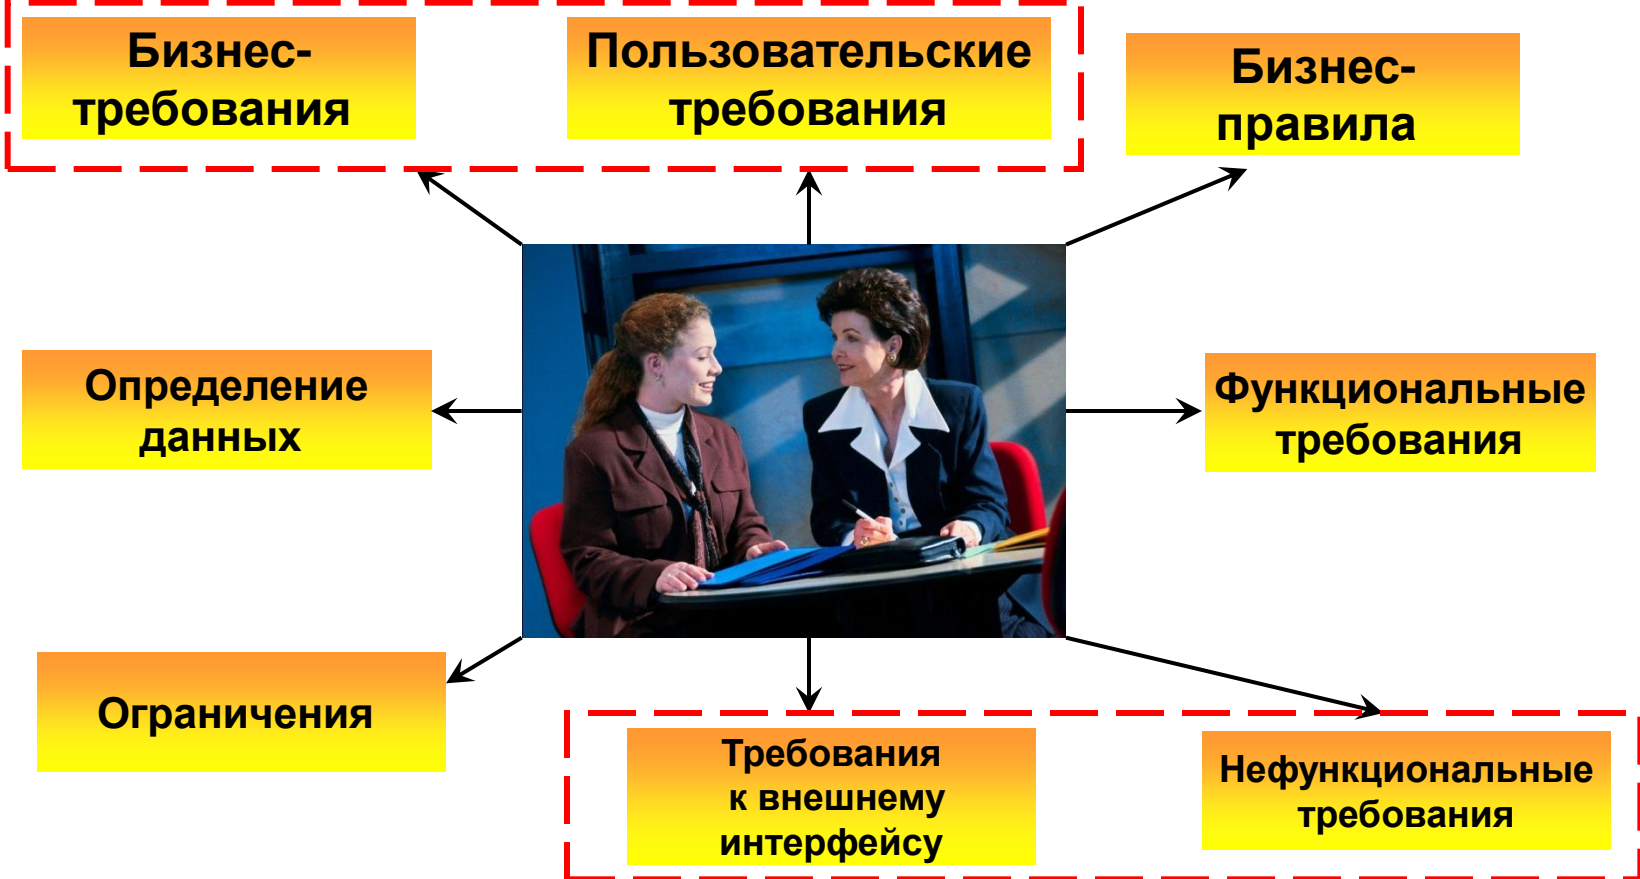 Бизнес-
требования
Пользовательские
требования
Бизнес-
правила
Определение
данных
Функциональные
требования
Ограничения
Требования
к внешнему
интерфейсу
Нефункциональные
требования